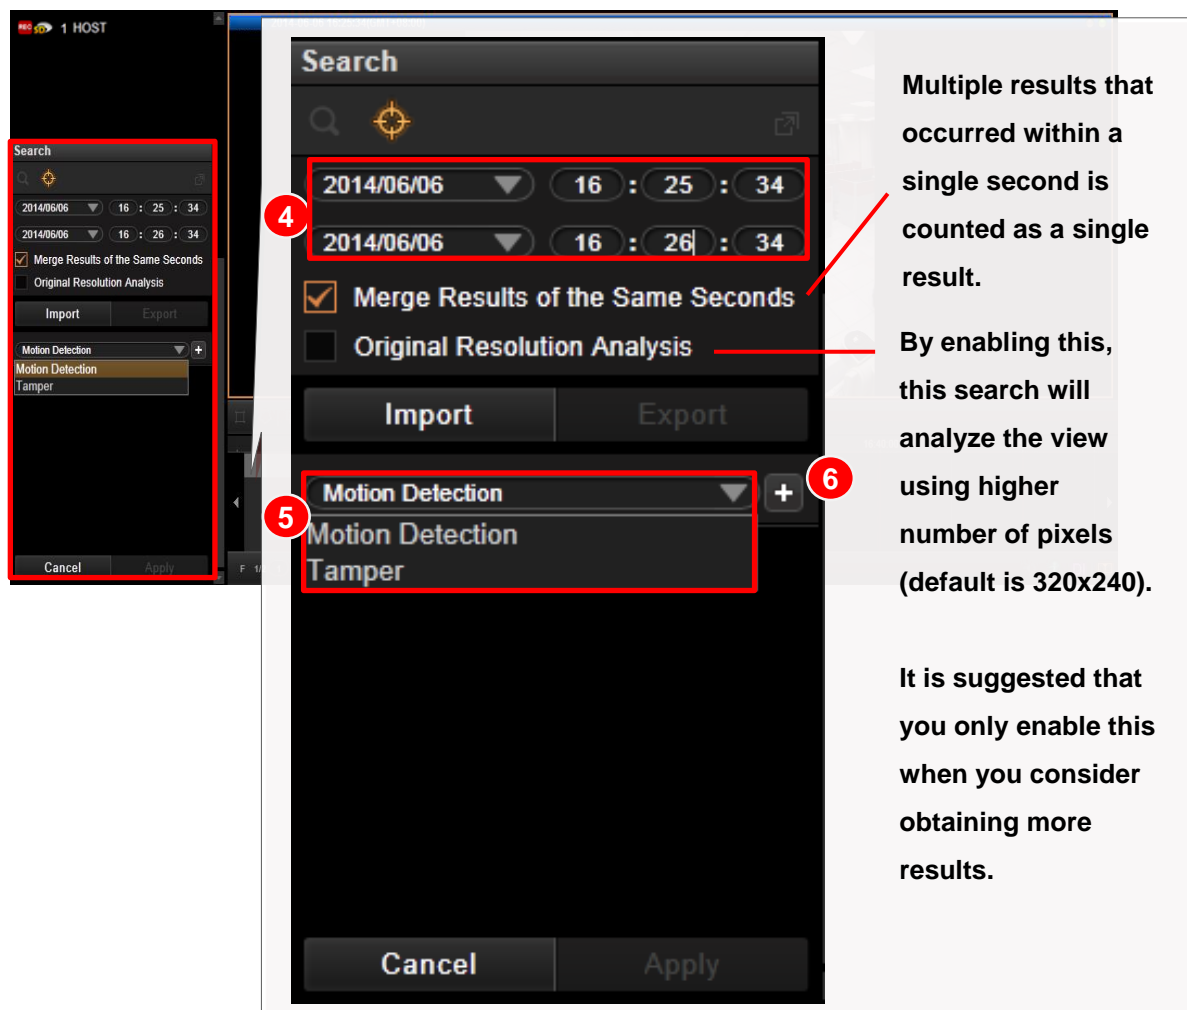 REC SD 1 HOST
Search
2014/06/06 16 : 25 : 34
2014/06/06 16 : 26 : 34
Merge Results of the Same Seconds
Original Resolution Analysis
Import Export
Motion Detection +
Motion Detection
Tamper
Cancel Apply
Search
4
2014/06/06 16 : 25 : 34
2014/06/06 16 : 26 : 34
Merge Results of the Same Seconds
Original Resolution Analysis
Import Export
5
Motion Detection +
6
Motion Detection
Tamper
Cancel Apply
Multiple results that
occurred within a
single second is
counted as a single
result.
By enabling this,
this search will
analyze the view
using higher
number of pixels
(default is 320x240).
It is suggested that
you only enable this
when you consider
obtaining more
results.